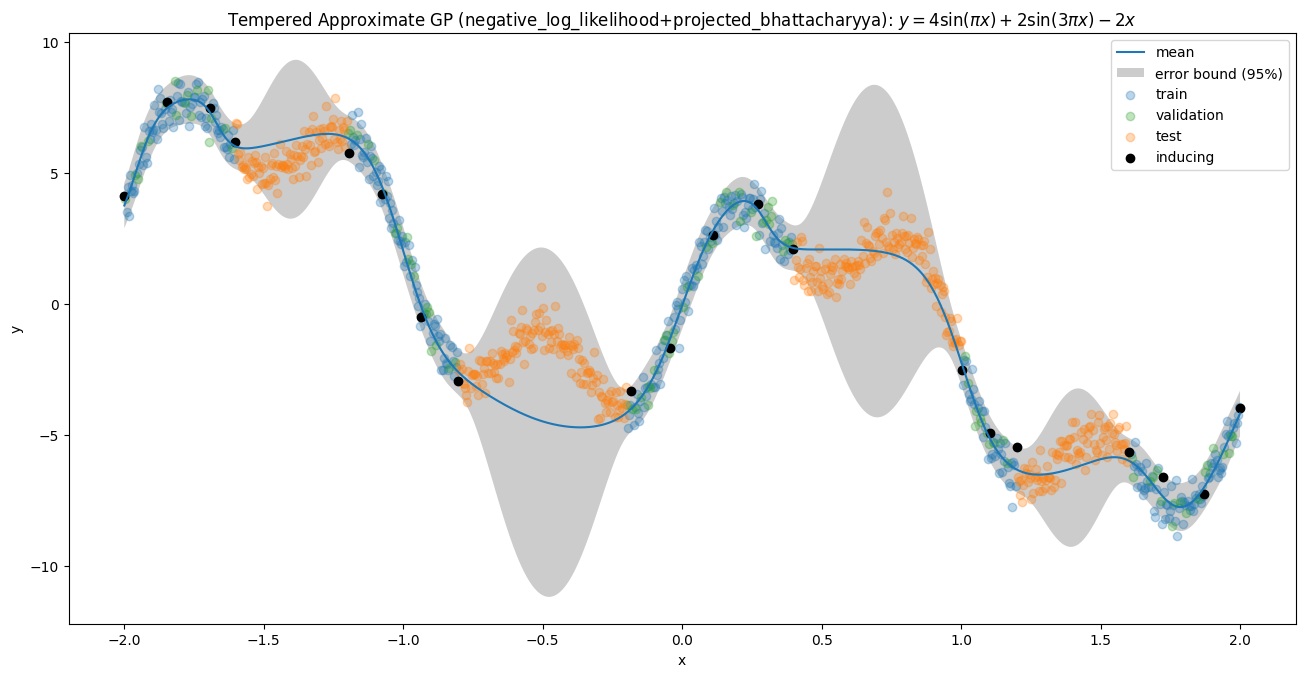 Tempered Approximate GP (negative_log_likelihood+projected_bhattacharyya): y = 4sin(πx) + 2sin(3πx) − 2x
mean
error bound (95%)
train
validation
test
inducing
10
5
0
−5
−10
y
−2.0
−1.5
−1.0
−0.5
0.0
0.5
1.0
1.5
2.0
x